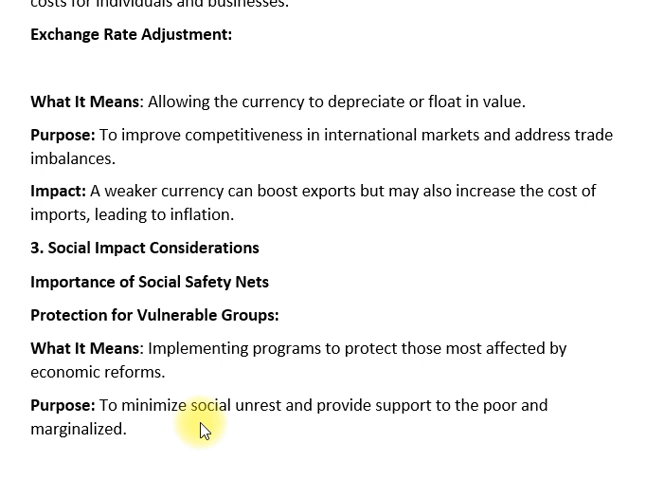 costs for individuals and businesses.
Exchange Rate Adjustment:
What It Means: Allowing the currency to depreciate or float in value.
Purpose: To improve competitiveness in international markets and address trade
imbalances.
Impact: A weaker currency can boost exports but may also increase the cost of
imports, leading to inflation.
3. Social Impact Considerations
Importance of Social Safety Nets
Protection for Vulnerable Groups:
What It Means: Implementing programs to protect those most affected by
economic reforms.
Purpose: To minimize social unrest and provide support to the poor and
marginalized.